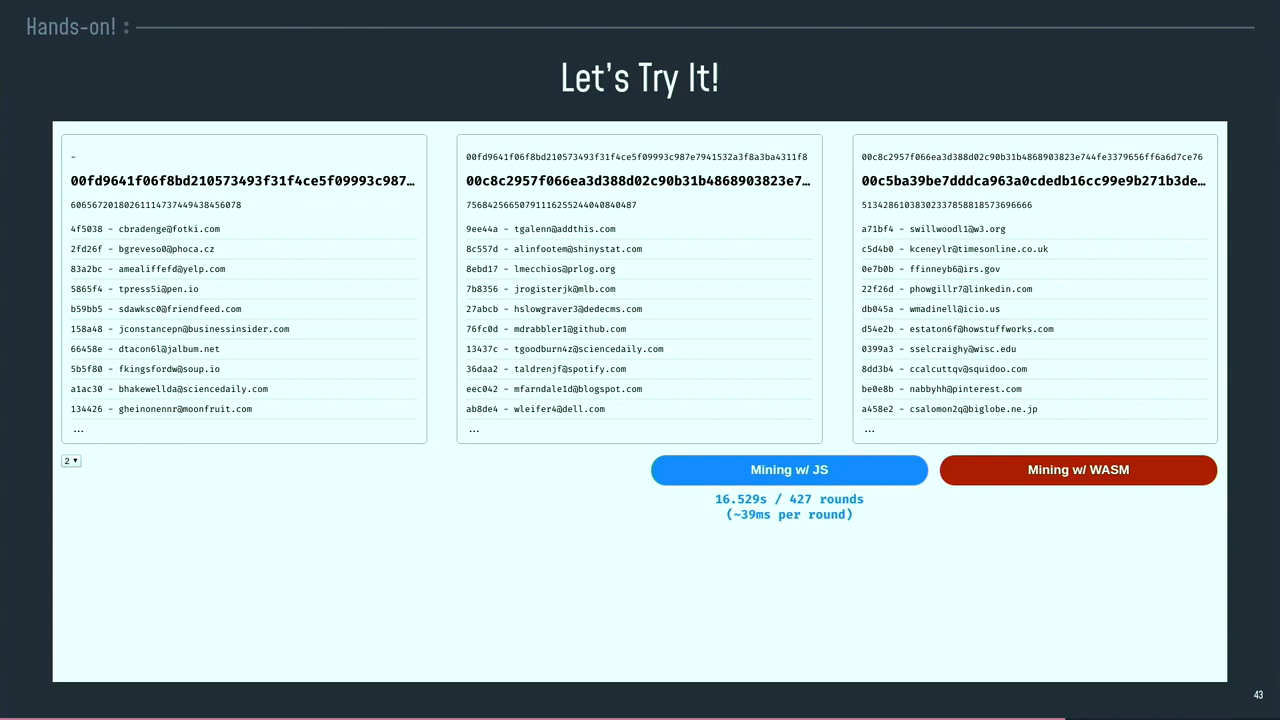 Hands-on! :
Let's Try It!
-
00fd9641f06f8bd210573493f31f4ce5f09993c987…
60656720180261114737449438456078
4f5038 - cbradenge@fotki.com
2fd26f - bgreveso0@phoca.cz
83a2bc - amealiffefd@yelp.com
5865f4 - tpress5i@pen.io
b59bb5 - sdawksc0@friendfeed.com
158a48 - jconstancepn@businessinsider.com
66458e - dtacon6l@jalbum.net
5b5f80 - fkingsfordw@soup.io
a1ac30 - bhakewellda@sciencedaily.com
134426 - gheinonennr@moonfruit.com
...
00fd9641f06f8bd210573493f31f4ce5f09993c987e7941532a3f8a3ba4311f8
00c8c2957f066ea3d388d02c90b31b4868903823e7…
75684256650791116255244040840487
9ee44a - tgalenn@addthis.com
8c557d - alinfootem@shinystat.com
8ebd17 - lmecchios@prlog.org
7b8356 - jrogisterjk@mlb.com
27abcb - hslowgraver3@dedecms.com
76fc0d - mdrabbler1@github.com
13437c - tgoodburn4z@sciencedaily.com
36daa2 - taldrenjf@spotify.com
eec042 - mfarndale1d@blogspot.com
ab8de4 - wleifer4@dell.com
...
00c8c2957f066ea3d388d02c90b31b4868903823e744fe3379656ff6a6d7ce76
00c5ba39be7dddca963a0cdedb16cc99e9b271b3de…
51342861038302337858818573696666
a71bf4 - swillwoodl1@w3.org
c5d4b0 - kceneylr@timesonline.co.uk
0e7b0b - ffinneyb6@irs.gov
22f26d - phowgillr7@linkedin.com
db045a - wmadinell@icio.us
d54e2b - estaton6f@howstuffworks.com
0399a3 - sselcraighy@wisc.edu
8dd3b4 - ccalcuttqv@squidoo.com
be0e8b - nabbyhh@pinterest.com
a458e2 - csalomon2q@biglobe.ne.jp
...
2
Mining w/ JS
Mining w/ WASM
16.529s / 427 rounds
(~39ms per round)
43